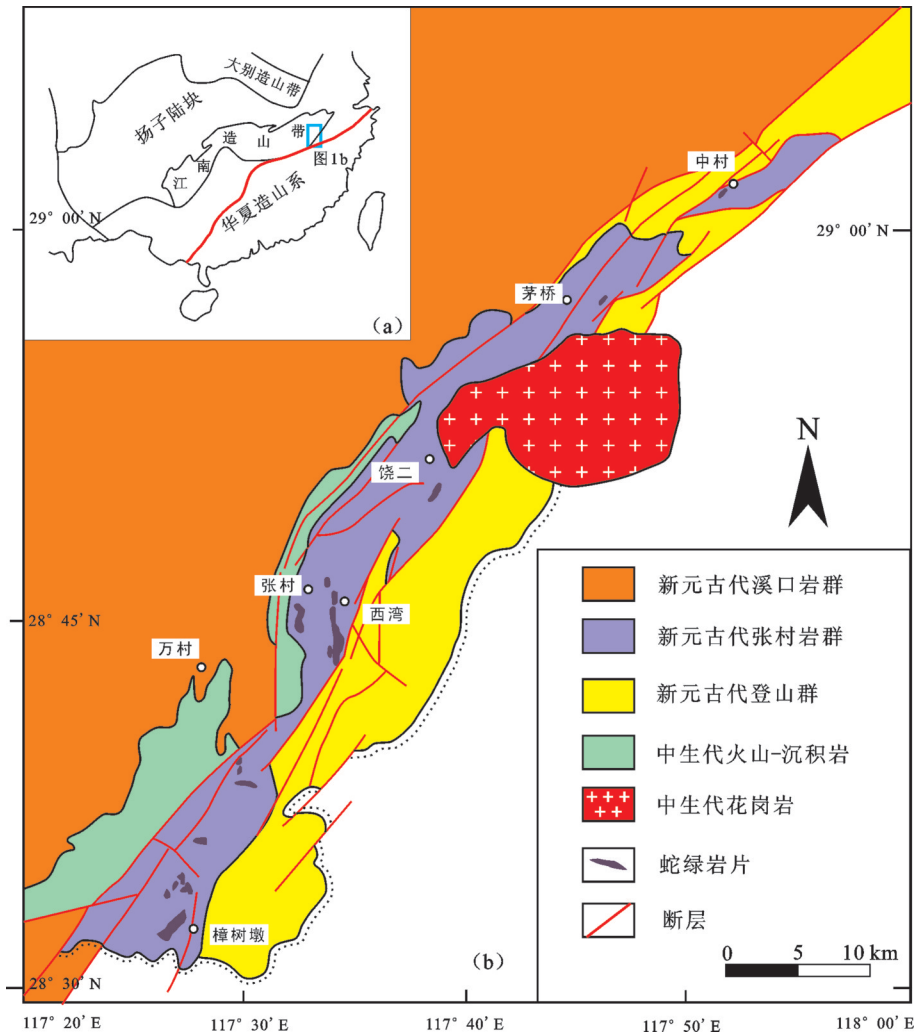 大别造山带
扬子陆块
江南造山带
图1b
华夏造山系
(a)
29° 00′ N
29° 00′ N
中村
茅桥
N
饶二
张村
西湾
28° 45′ N
万村
樟树墩
(b)
28° 30′ N
新元古代溪口岩群
新元古代张村岩群
新元古代登山群
中生代火山-沉积岩
中生代花岗岩
蛇绿岩片
断层
0 5 10 km
117° 20′ E 117° 30′ E 117° 40′ E 117° 50′ E 118° 00′ E